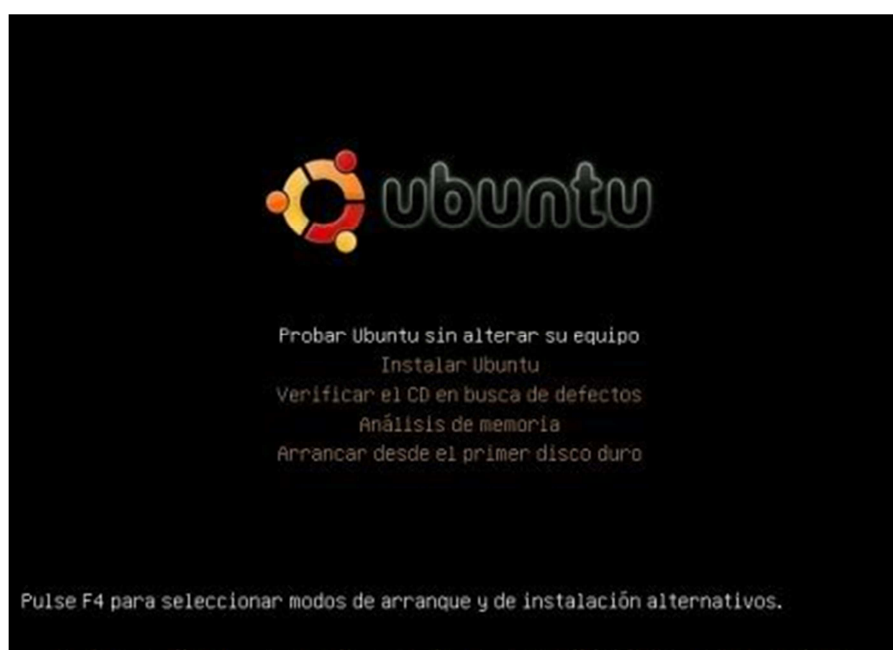 ubuntu
Probar Ubuntu sin alterar su equipo
Instalar Ubuntu
Verificar el CD en busca de defectos
Análisis de memoria
Arrancar desde el primer disco duro
Pulse F4 para seleccionar modos de arranque y de instalación alternativos.